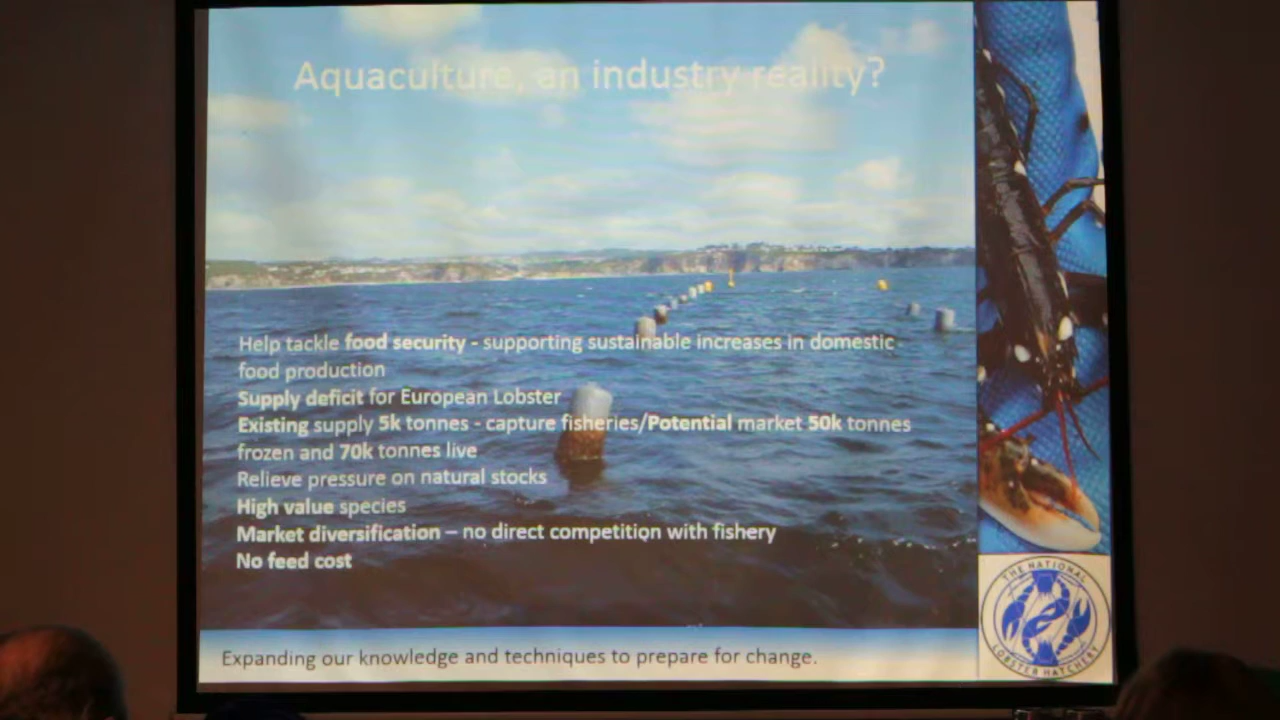 Aquaculture, an industry reality?
Help tackle food security - supporting sustainable increases in domestic
food production
Supply deficit for European Lobster
Existing supply 5k tonnes - capture fisheries/Potential market 50k tonnes
frozen and 70k tonnes live
Relieve pressure on natural stocks
High value species
Market diversification – no direct competition with fishery
No feed cost
Expanding our knowledge and techniques to prepare for change.
THE NATIONAL
LOBSTER HATCHERY